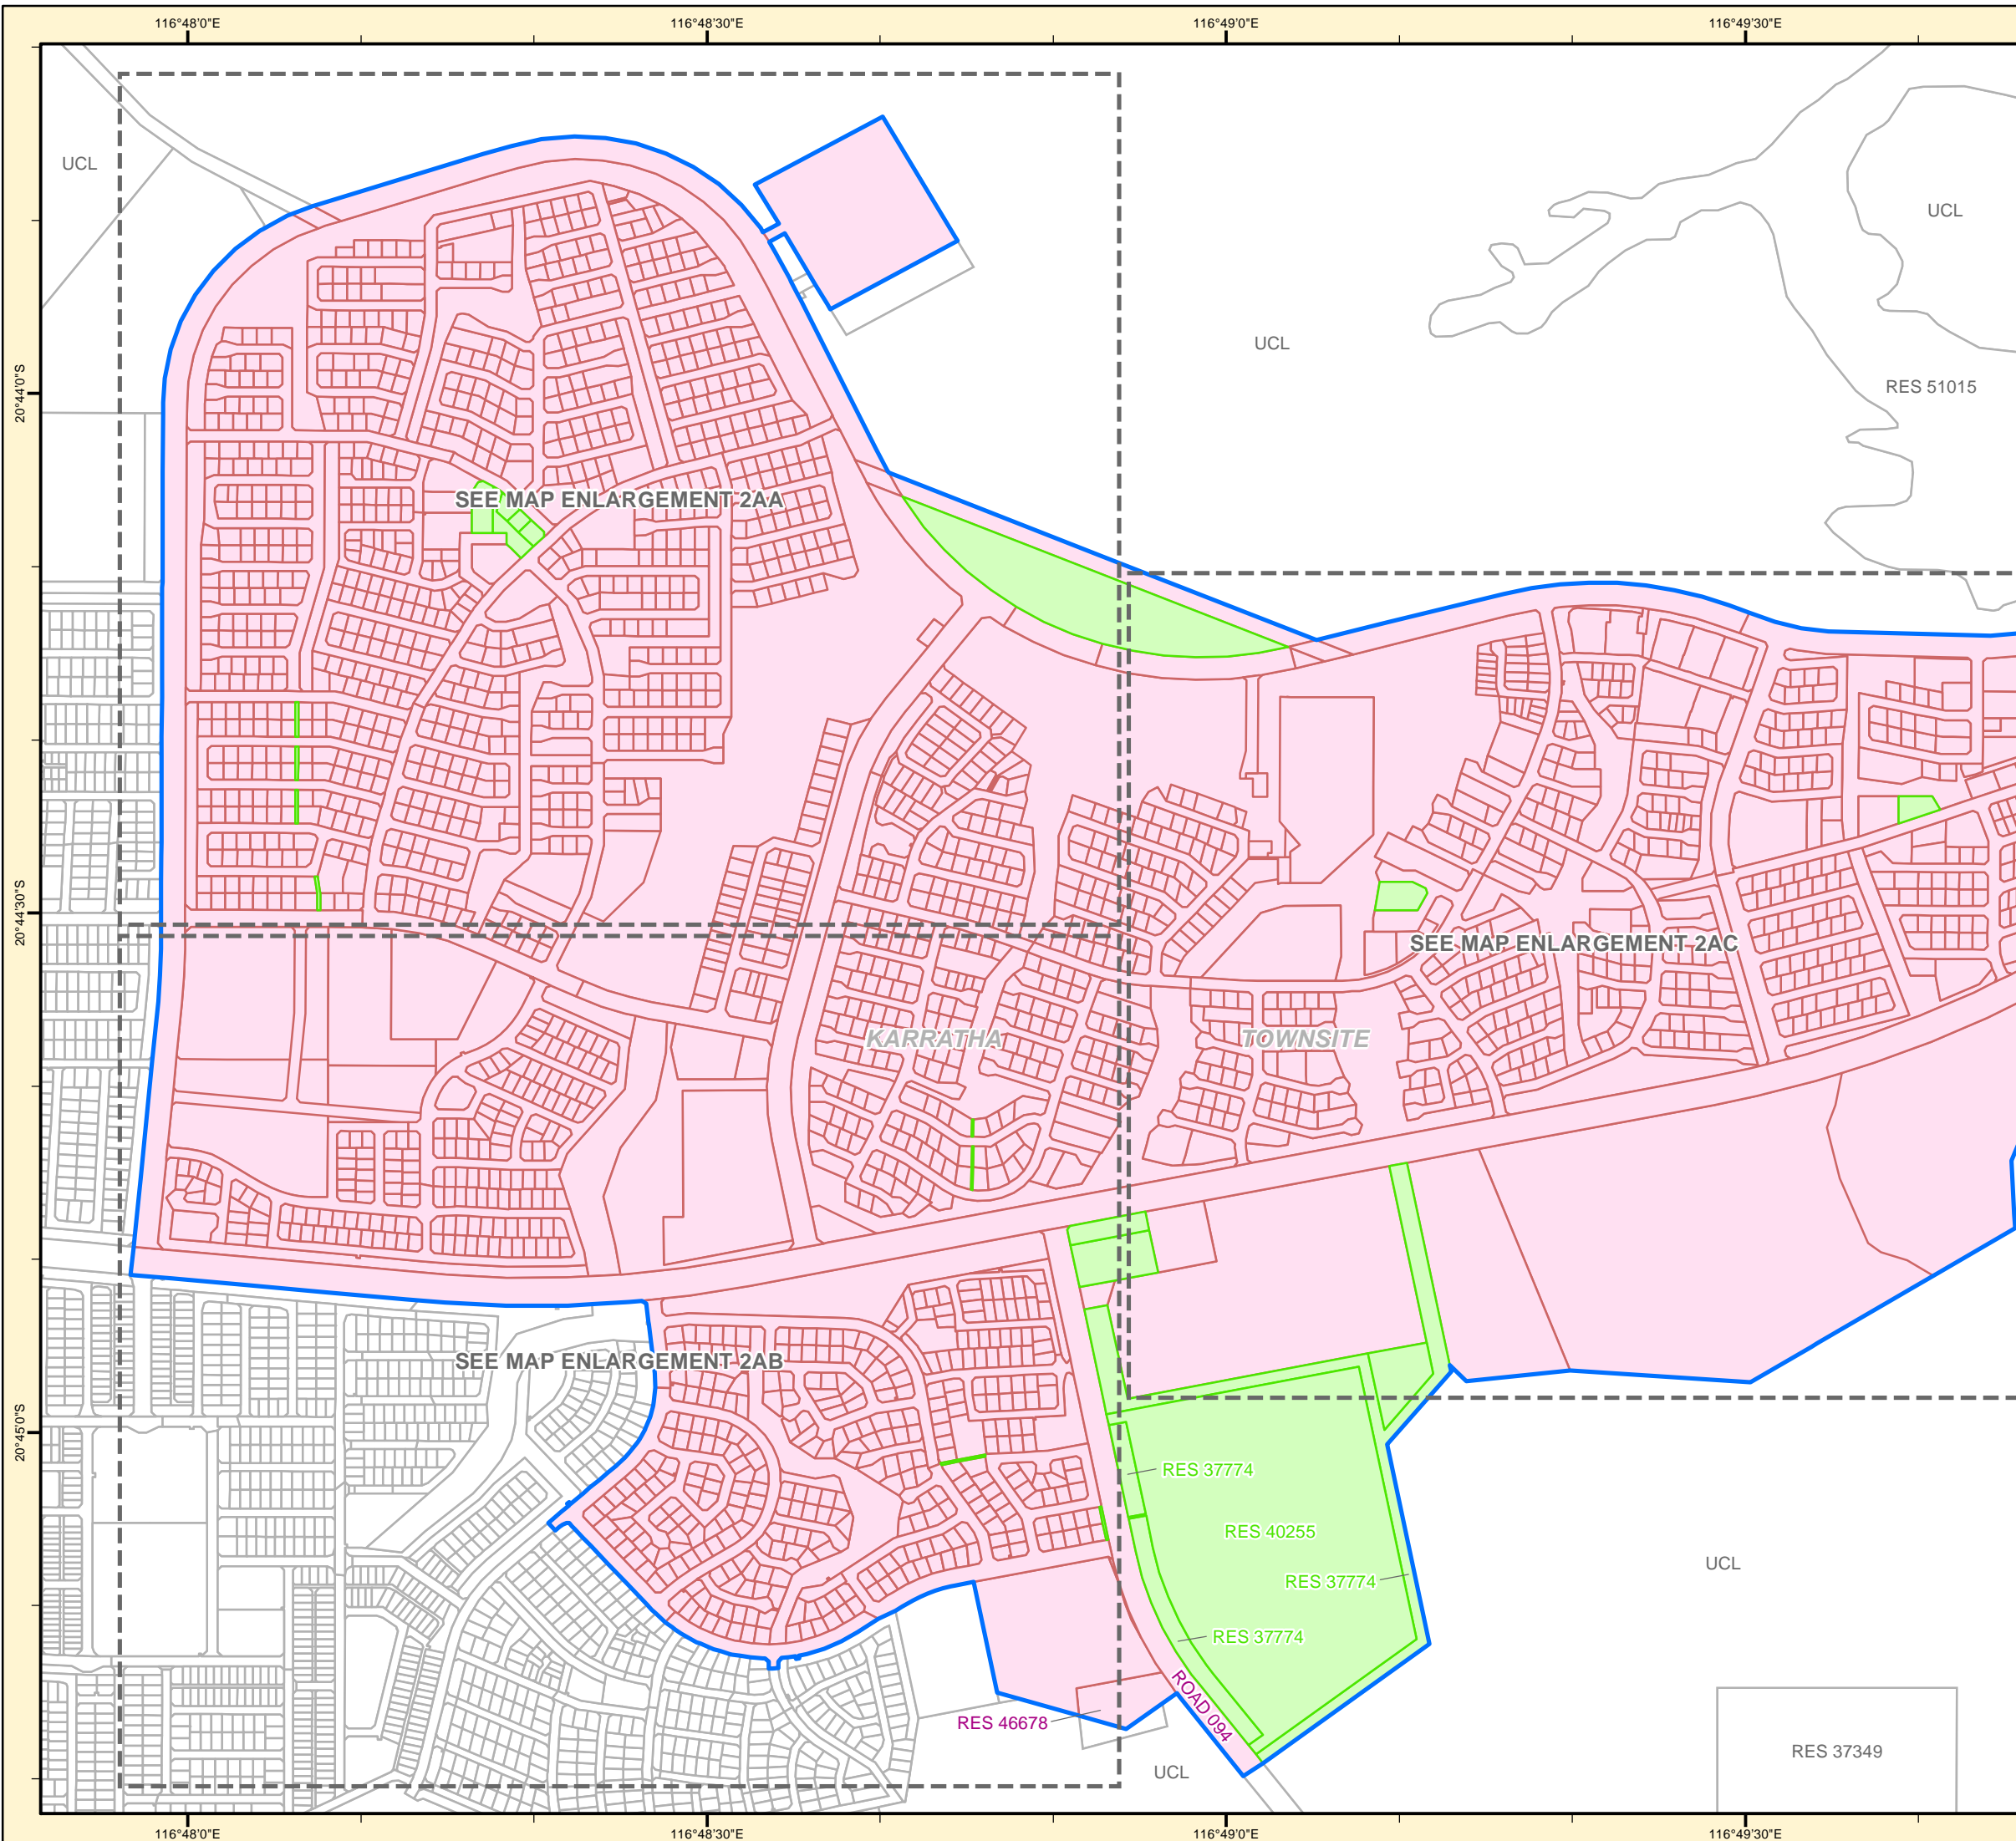 116°48'0"E
116°48'30"E
116°49'0"E
116°49'30"E
UCL
UCL
UCL
RES 51015
20°44'0"S
SEE MAP ENLARGEMENT 2AA
20°44'30"S
SEE MAP ENLARGEMENT 2AC
KARRATHA
TOWNSITE
SEE MAP ENLARGEMENT 2AB
20°45'0"S
RES 37774
RES 40255
UCL
RES 37774
RES 37774
ROAD 094
RES 46678
RES 37349
UCL
116°48'0"E
116°48'30"E
116°49'0"E
116°49'30"E